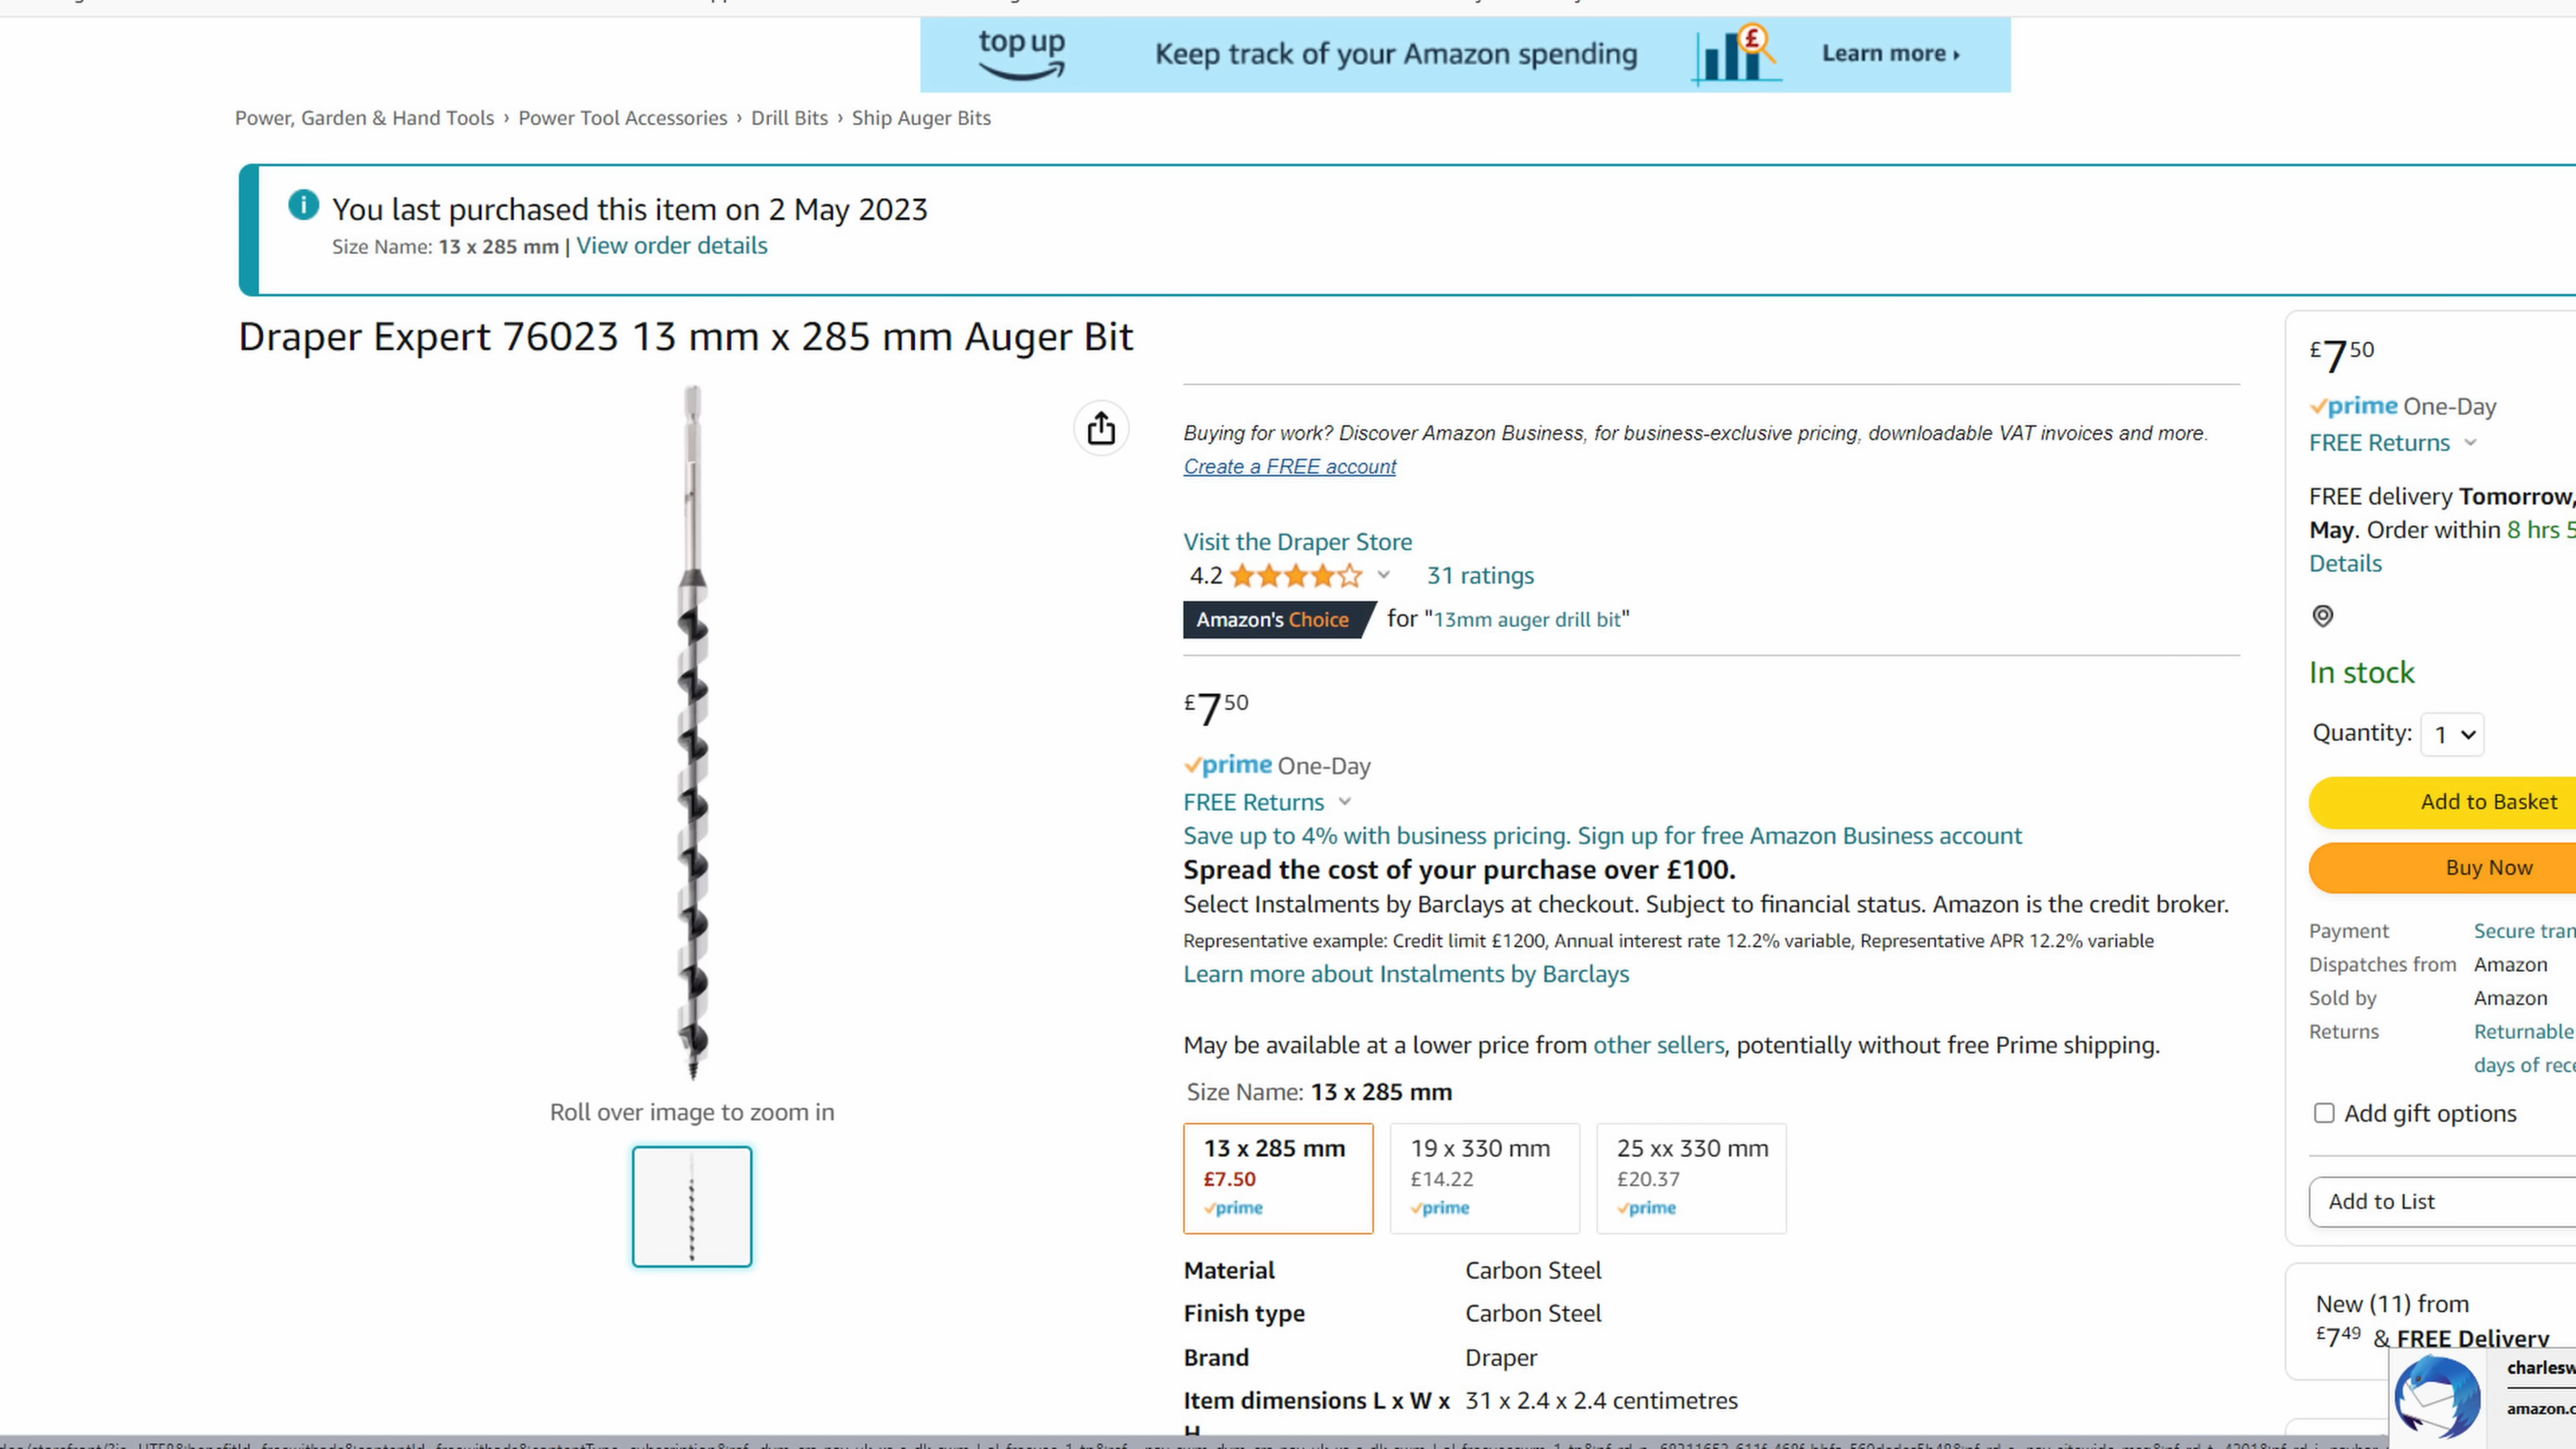 top up
Keep track of your Amazon spending
£
Learn more ›
Power, Garden & Hand Tools › Power Tool Accessories › Drill Bits › Ship Auger Bits
i
You last purchased this item on 2 May 2023
Size Name: 13 x 285 mm | View order details
Draper Expert 76023 13 mm x 285 mm Auger Bit
Roll over image to zoom in
Buying for work? Discover Amazon Business, for business-exclusive pricing, downloadable VAT invoices and more.
Create a FREE account
Visit the Draper Store
4.2 31 ratings
Amazon's Choice for "13mm auger drill bit"
£7 50
prime One-Day
FREE Returns
Save up to 4% with business pricing. Sign up for free Amazon Business account
Spread the cost of your purchase over £100.
Select Instalments by Barclays at checkout. Subject to financial status. Amazon is the credit broker.
Representative example: Credit limit £1200, Annual interest rate 12.2% variable, Representative APR 12.2% variable
Learn more about Instalments by Barclays
May be available at a lower price from other sellers, potentially without free Prime shipping.
Size Name: 13 x 285 mm
13 x 285 mm
£7.50
prime
19 x 330 mm
£14.22
prime
25 xx 330 mm
£20.37
prime
Material Carbon Steel
Finish type Carbon Steel
Brand Draper
Item dimensions L x W x 31 x 2.4 x 2.4 centimetres
H
£7 50
prime One-Day
FREE Returns
FREE delivery Tomorrow,
May. Order within 8 hrs 5
Details
In stock
Quantity: 1
Add to Basket
Buy Now
Payment Secure tran
Dispatches from Amazon
Sold by Amazon
Returns Returnable
days of rece
Add gift options
Add to List
New (11) from
£7 49 & FREE Delivery
charlesw
amazon.c